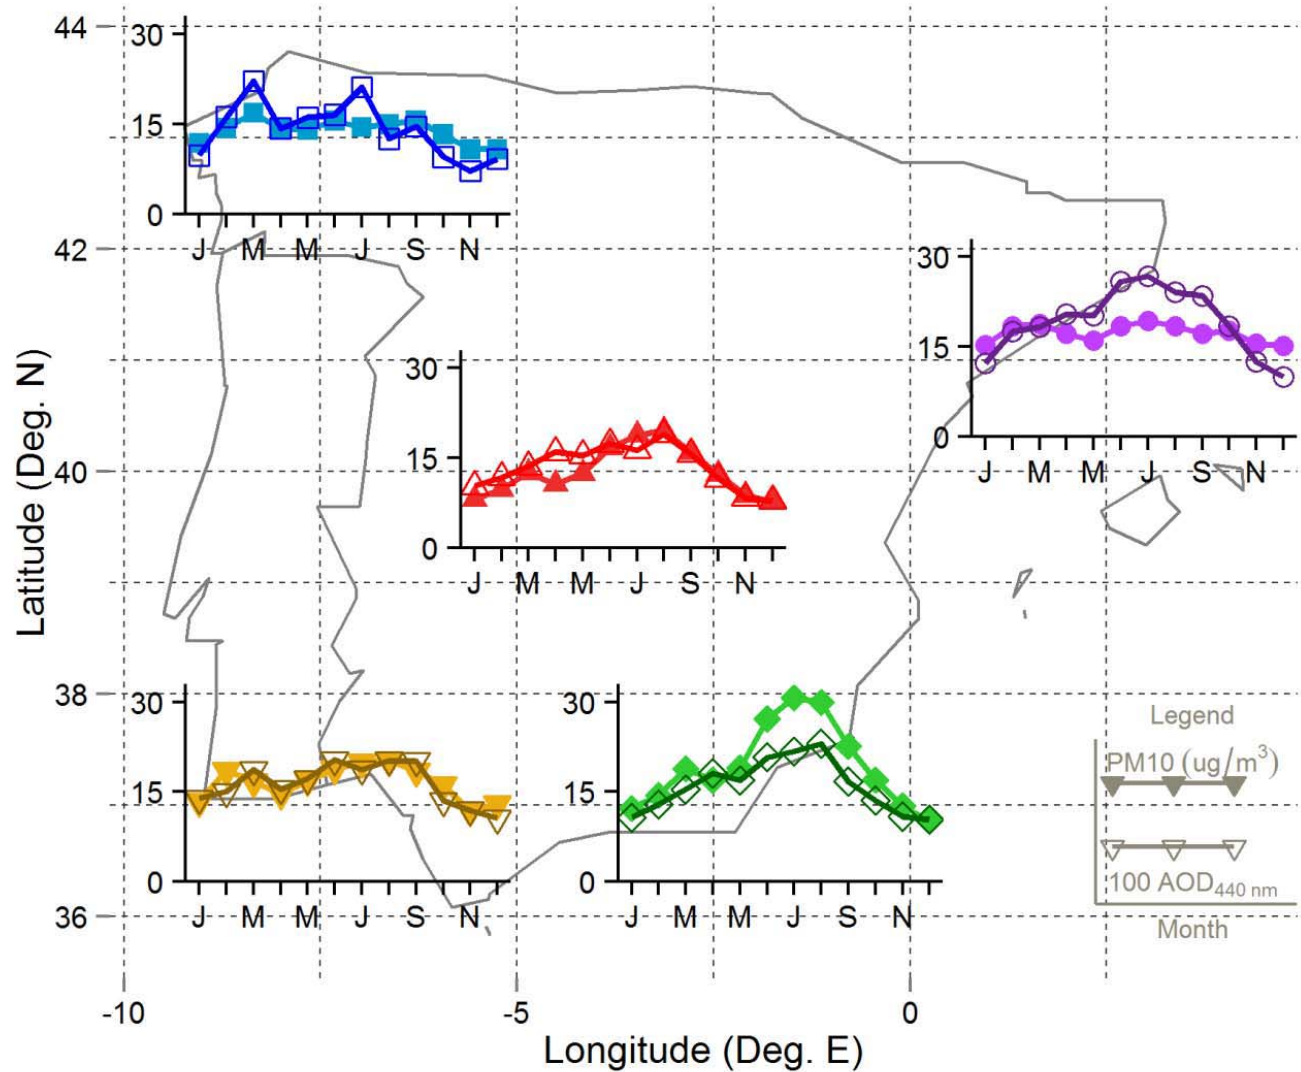 44
30
15
0
J M M J S N
42
30
15
0
J M M J S N
30
15
0
J M M J S N
40
38
30
15
0
J M M J S N
30
15
0
J M M J S N
36
Legend
PM10 (ug/m³)
100 AOD₄₄₀ ₙₘ
Month
Latitude (Deg. N)
-10 -5 0
Longitude (Deg. E)